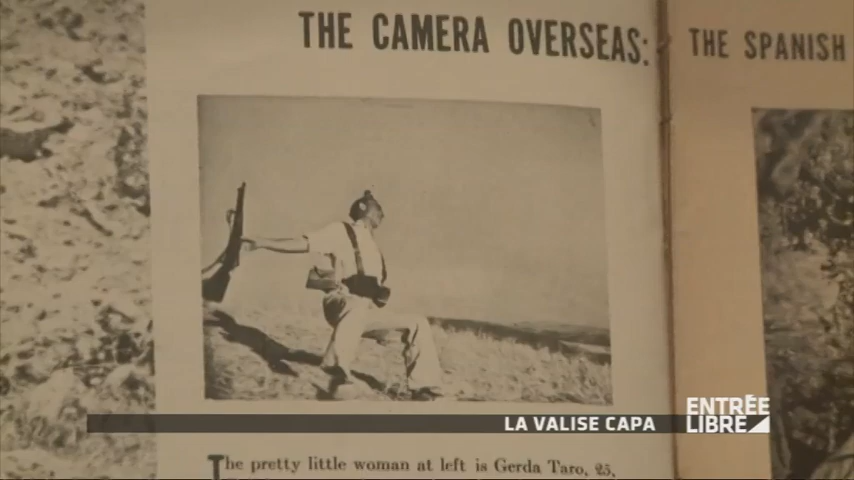 THE CAMERA OVERSEAS: THE SPANISH
LA VALISE CAPA
ENTRÉE
LIBRE
The pretty little woman at left is Gerda Taro, 25,